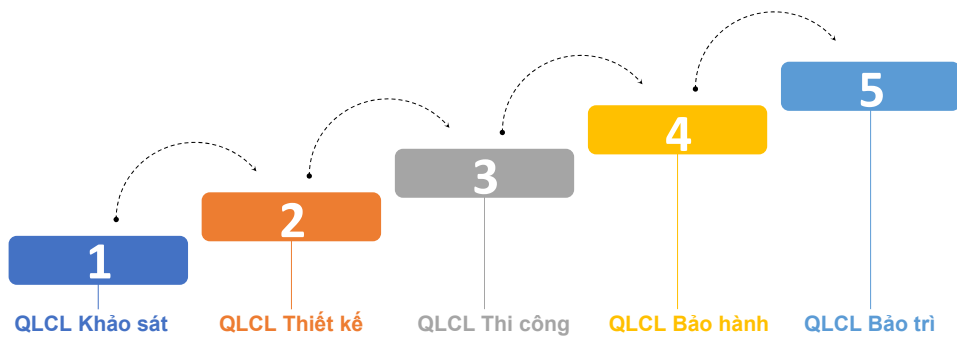 1
QLCL Khảo sát
2
QLCL Thiết kế
3
QLCL Thi công
4
QLCL Bảo hành
5
QLCL Bảo trì